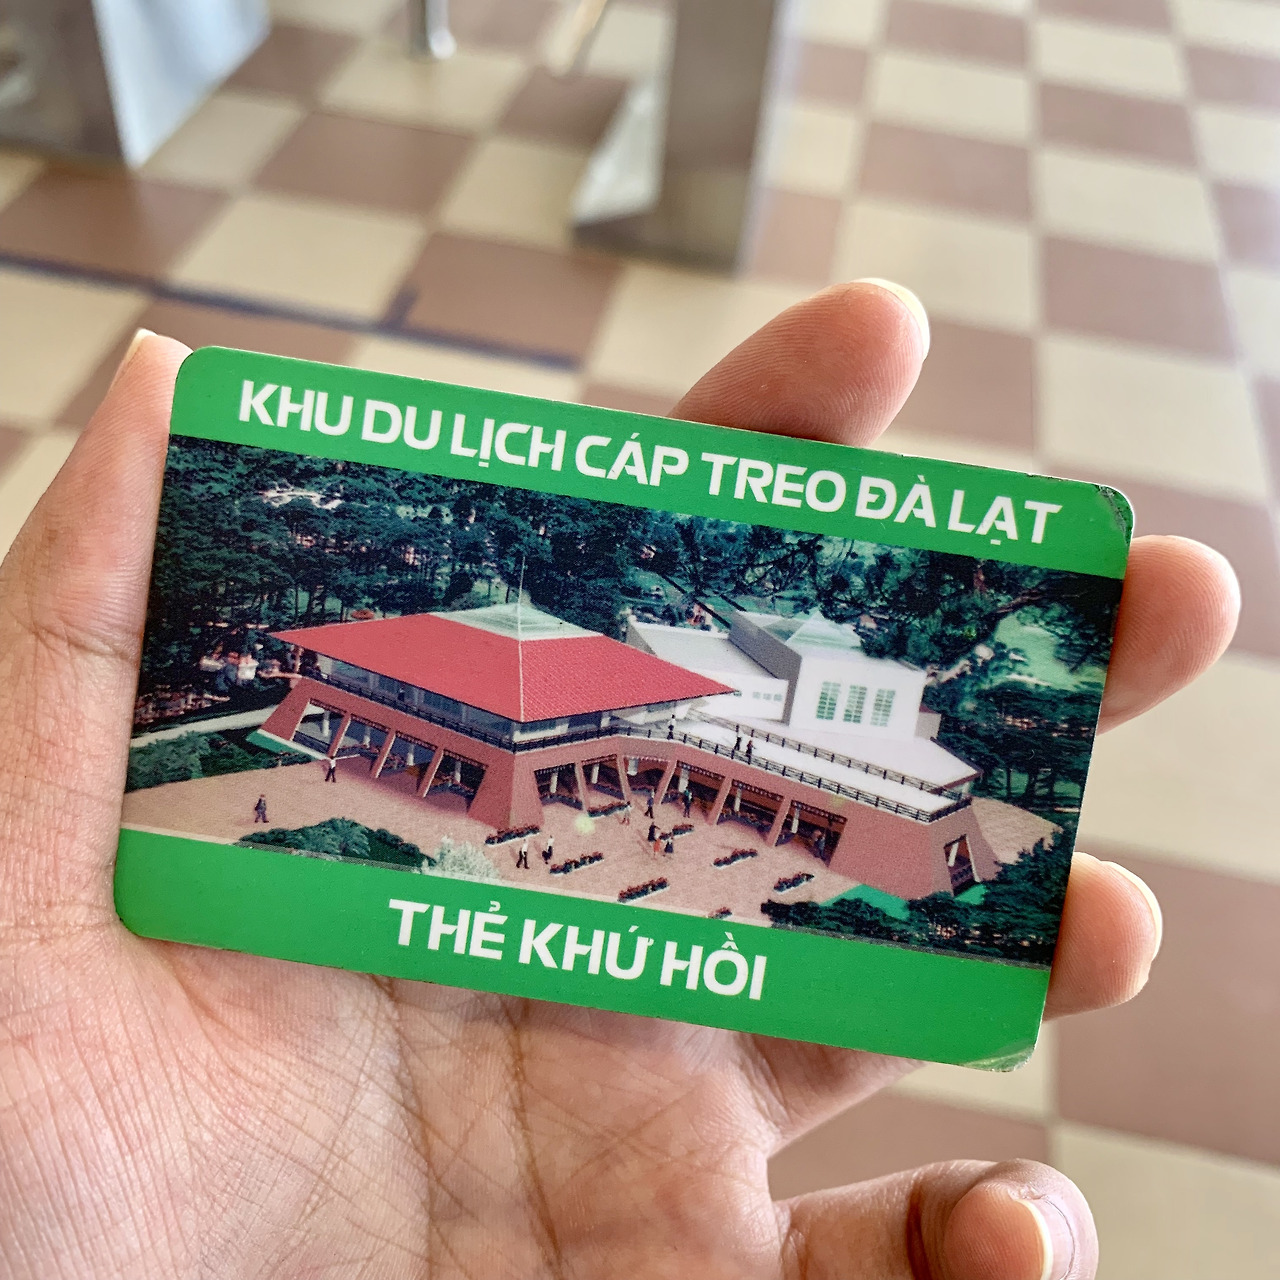 KHU DU LỊCH CÁP TREO ĐÀ LẠT
THẺ KHỨ HỒI